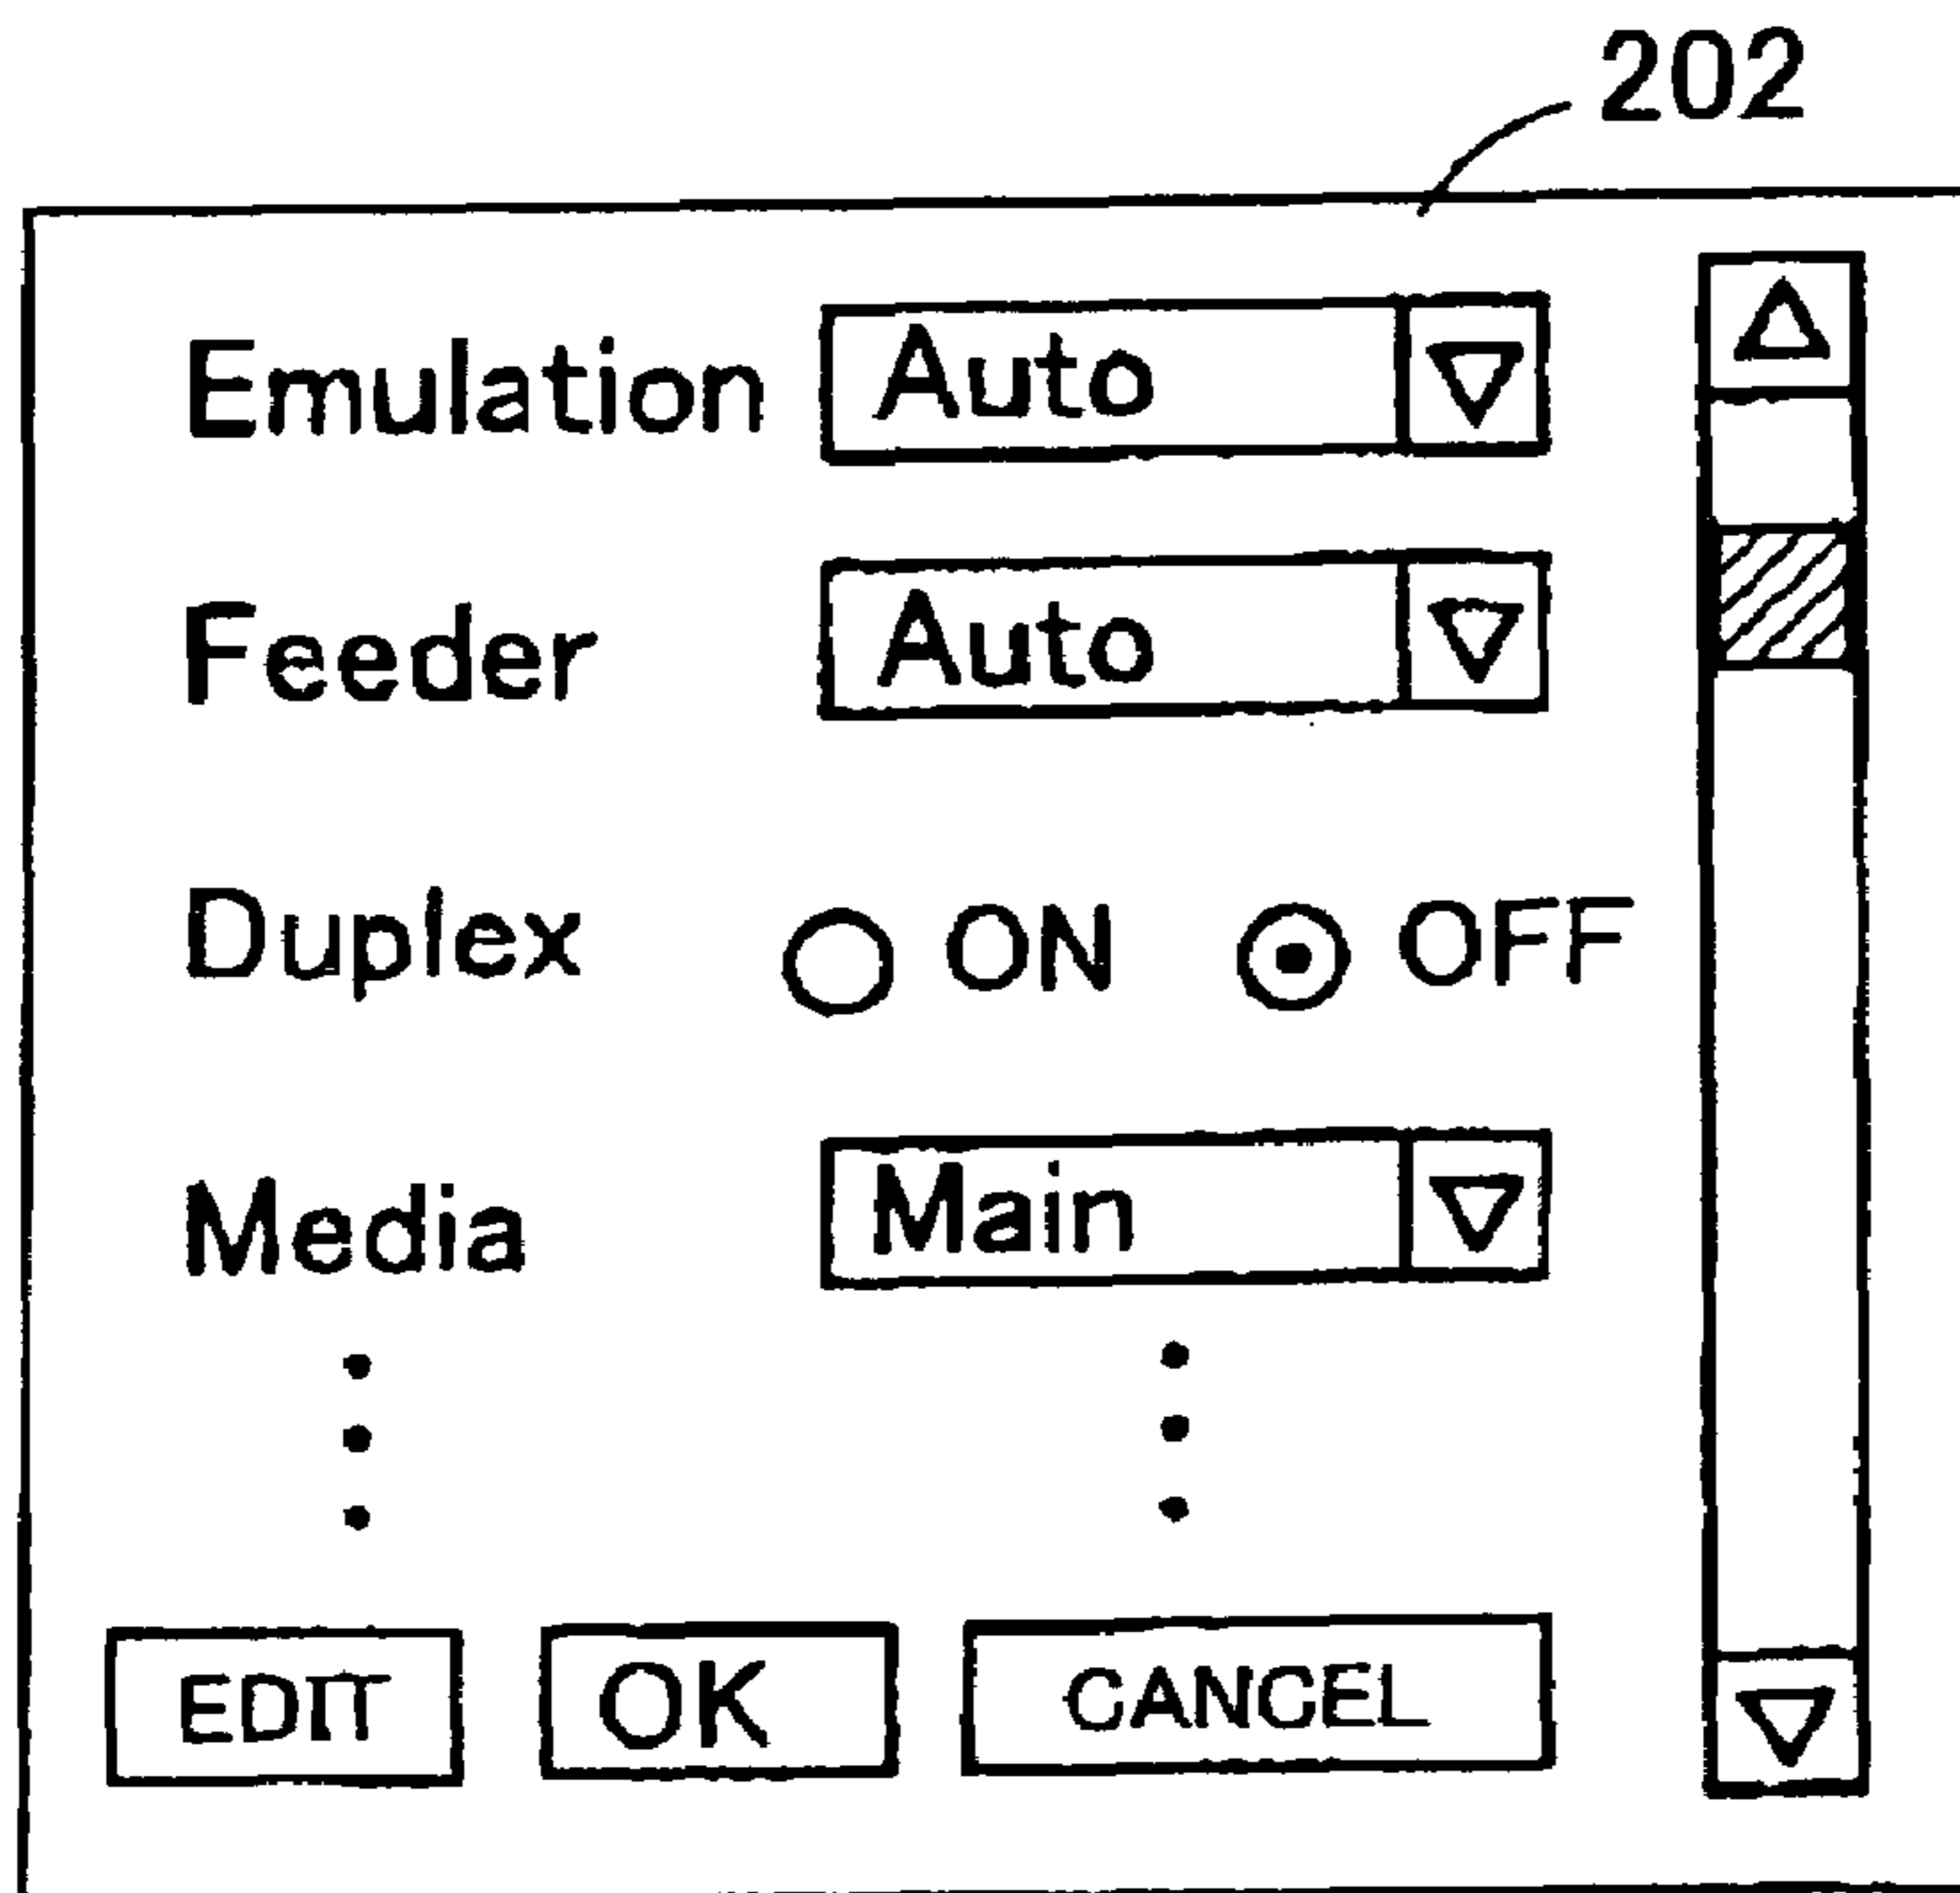 202
Emulation Auto
Feeder Auto
Duplex ON OFF
Media Main
EDIT OK CANCEL